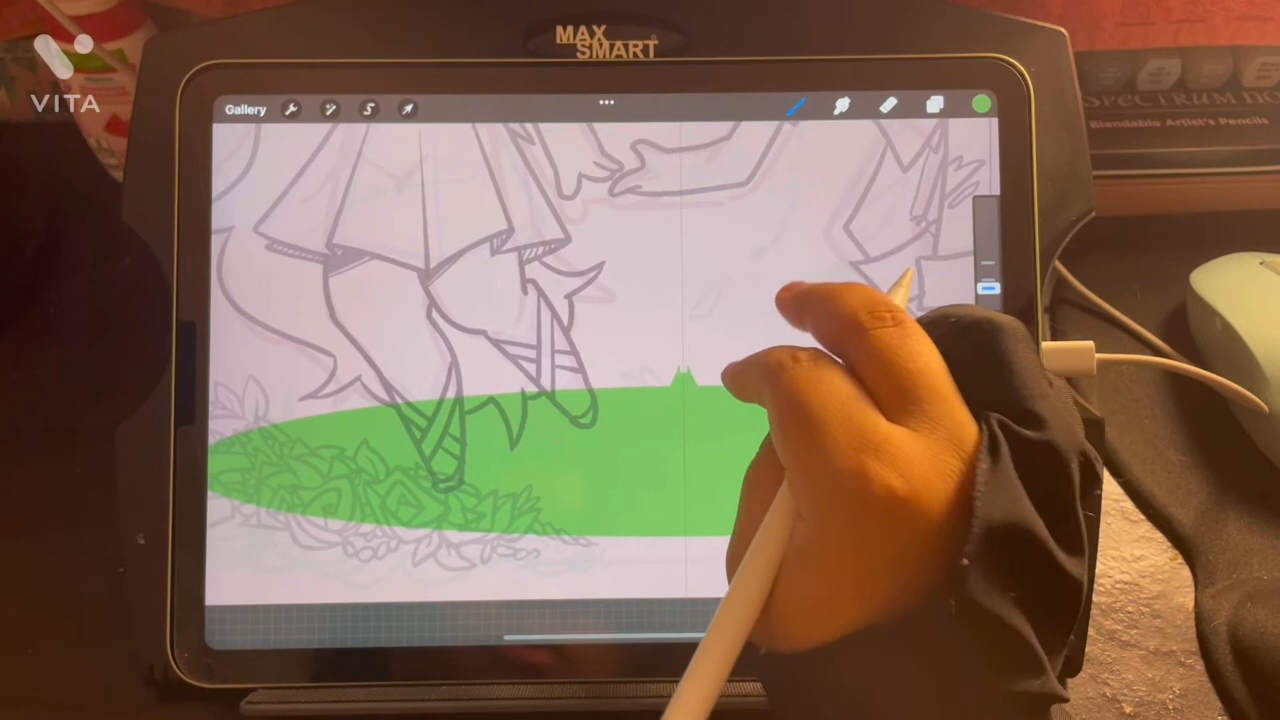 MAX
SMART
VITA
Gallery
SPECTRUM NO
Blendable Artist's Pencils